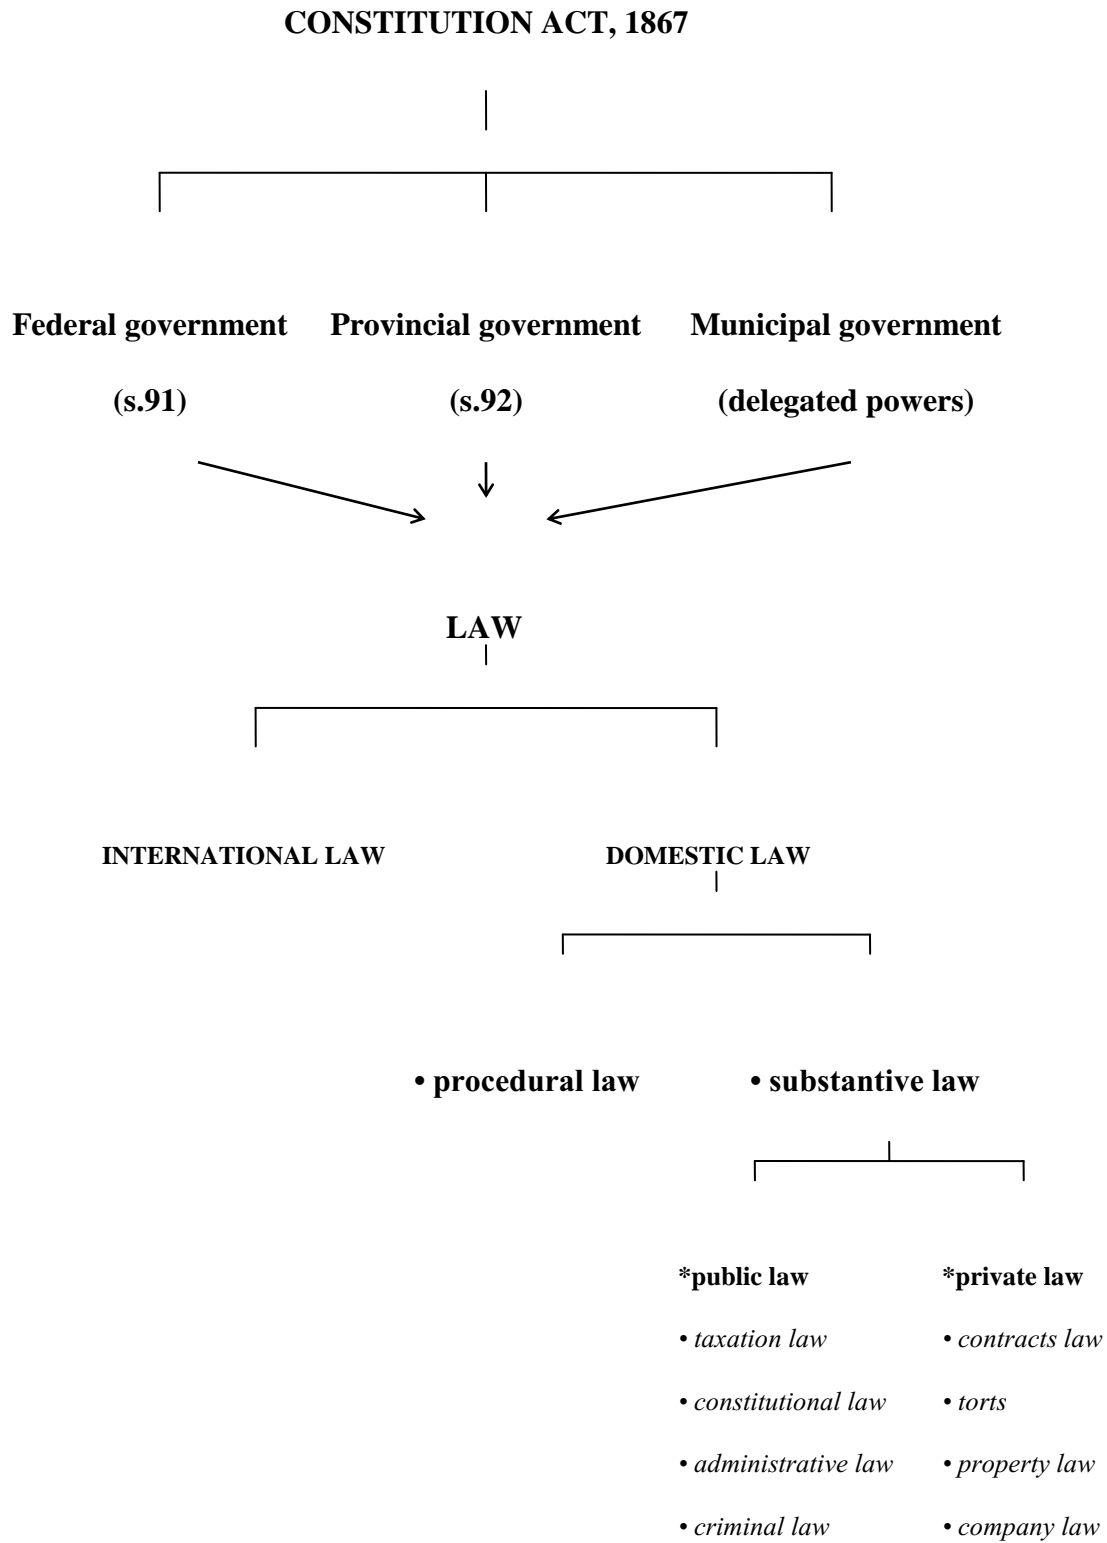 CONSTITUTION ACT, 1867
Federal government Provincial government Municipal government
(s.91) (s.92) (delegated powers)
LAW
INTERNATIONAL LAW DOMESTIC LAW
• procedural law • substantive law
*public law *private law
• taxation law • contracts law
• constitutional law • torts
• administrative law • property law
• criminal law • company law